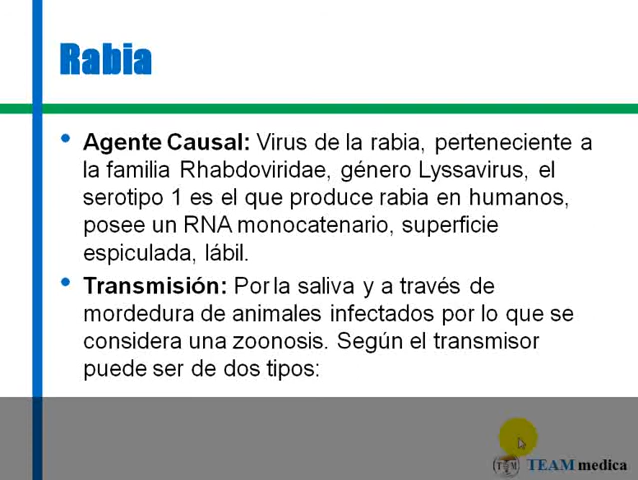 Rabia
• Agente Causal: Virus de la rabia, perteneciente a
la familia Rhabdoviridae, género Lyssavirus, el
serotipo 1 es el que produce rabia en humanos,
posee un RNA monocatenario, superficie
espiculada, lábil.
• Transmisión: Por la saliva y a través de
mordedura de animales infectados por lo que se
considera una zoonosis. Según el transmisor
puede ser de dos tipos:
TEAM medica